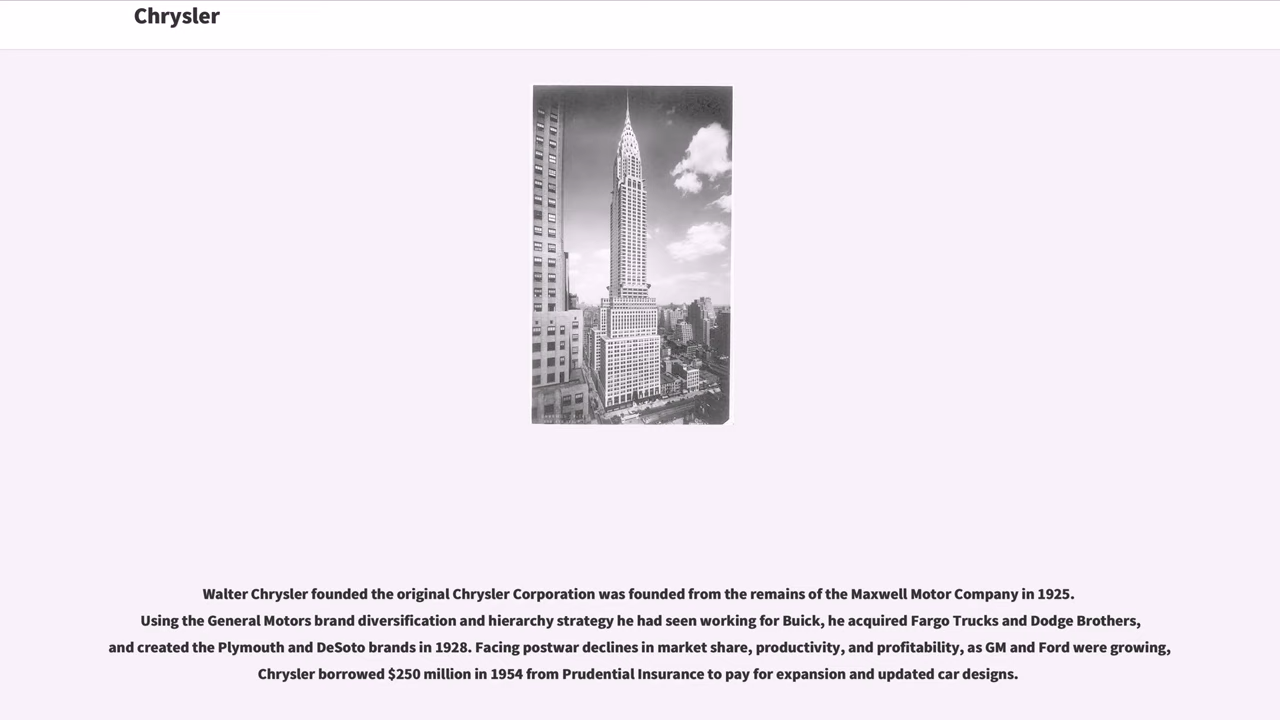 Chrysler
Walter Chrysler founded the original Chrysler Corporation was founded from the remains of the Maxwell Motor Company in 1925.
Using the General Motors brand diversification and hierarchy strategy he had seen working for Buick, he acquired Fargo Trucks and Dodge Brothers,
and created the Plymouth and DeSoto brands in 1928. Facing postwar declines in market share, productivity, and profitability, as GM and Ford were growing,
Chrysler borrowed $250 million in 1954 from Prudential Insurance to pay for expansion and updated car designs.